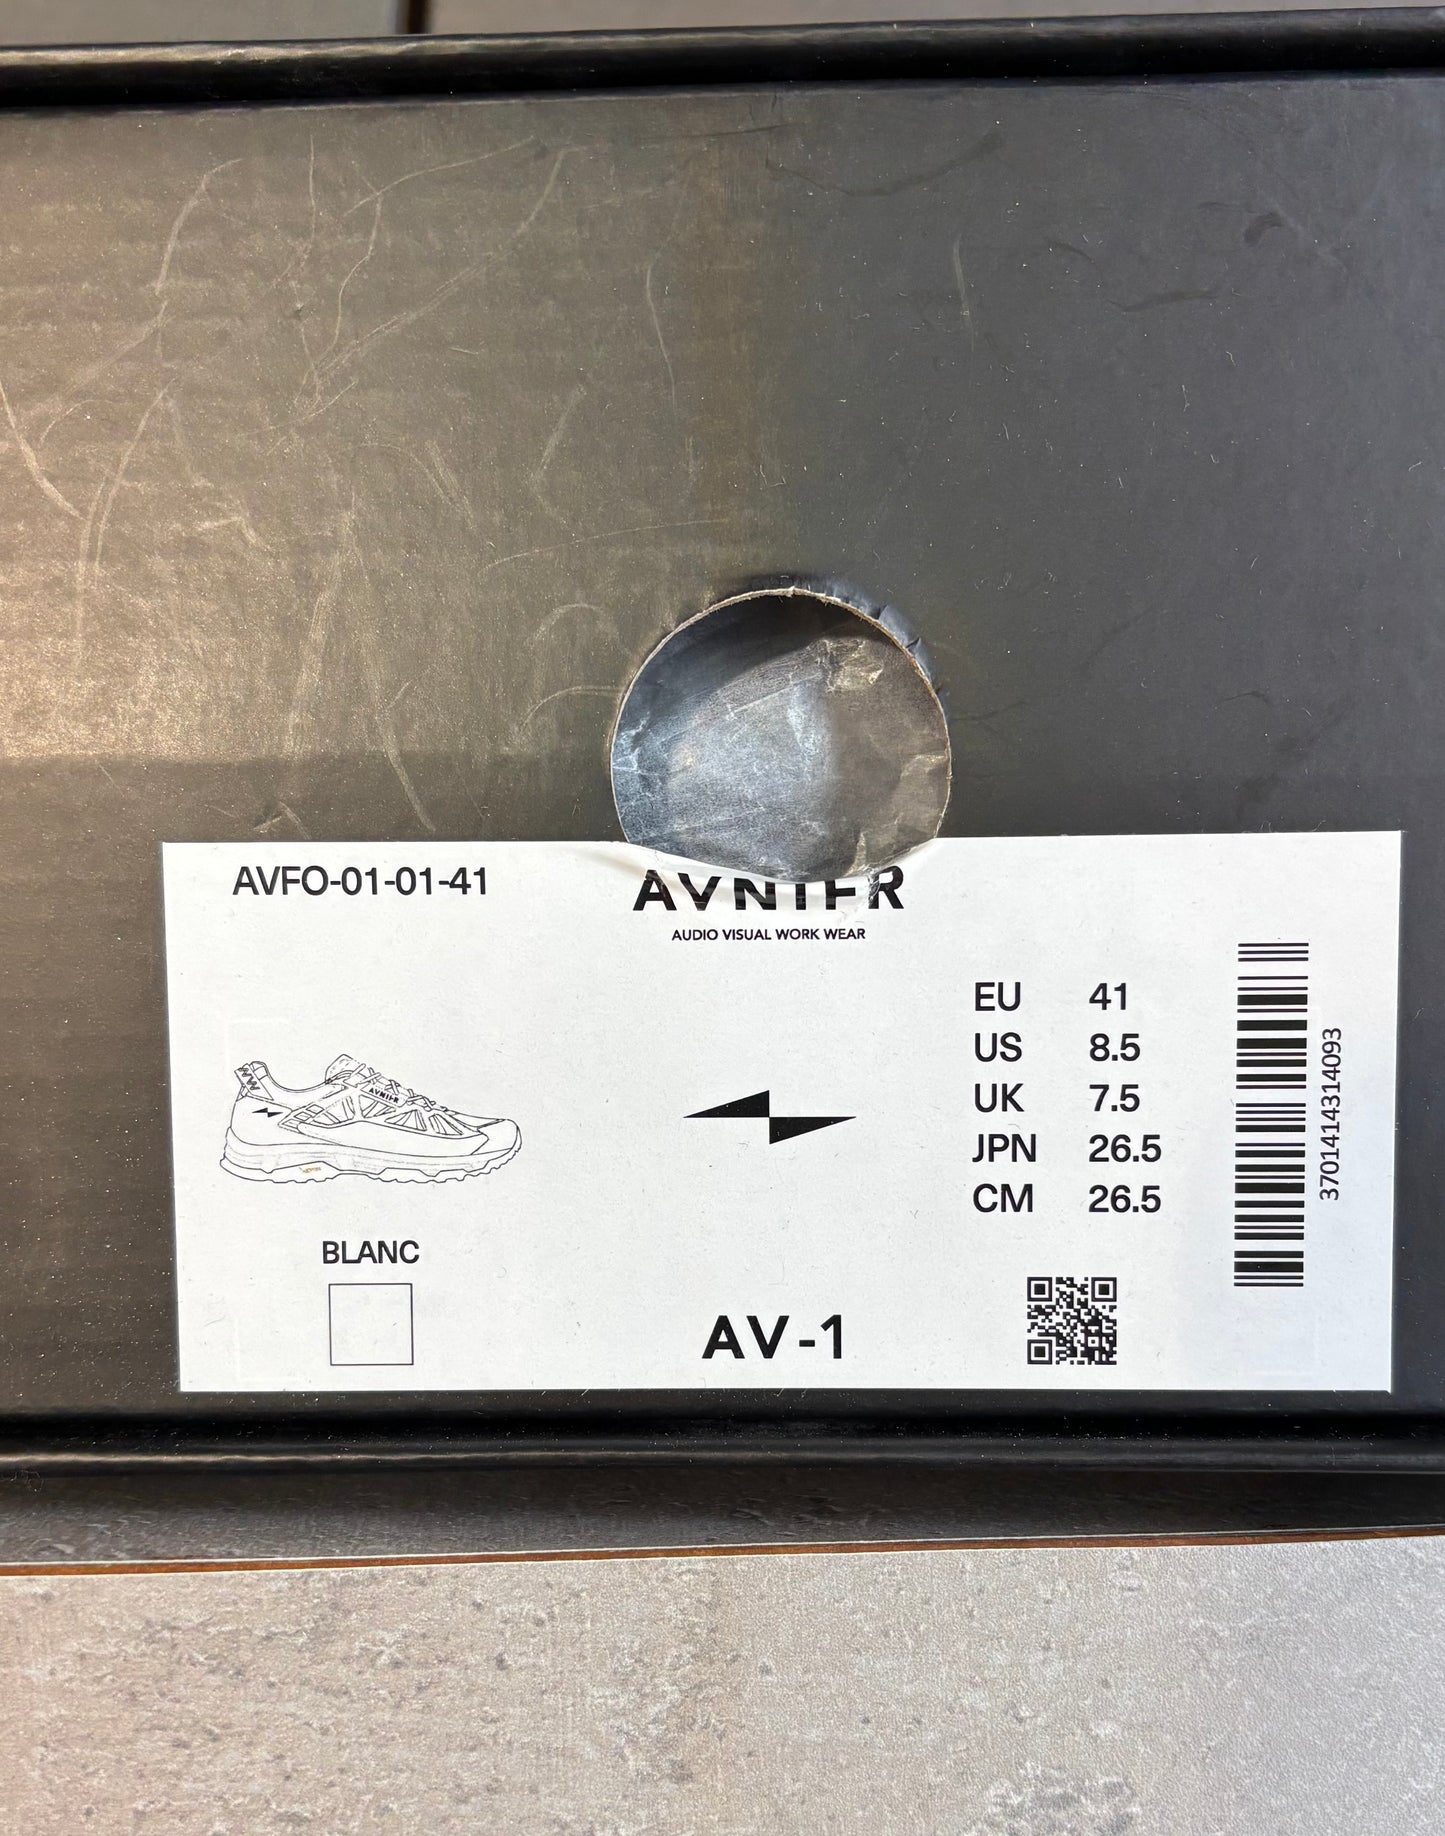 AVFO-01-01-41
AVNIER
AUDIO VISUAL WORK WEAR
EU 41
US 8.5
UK 7.5
JPN 26.5
CM 26.5
3701414314093
AVNIER
BLANC
AV-1